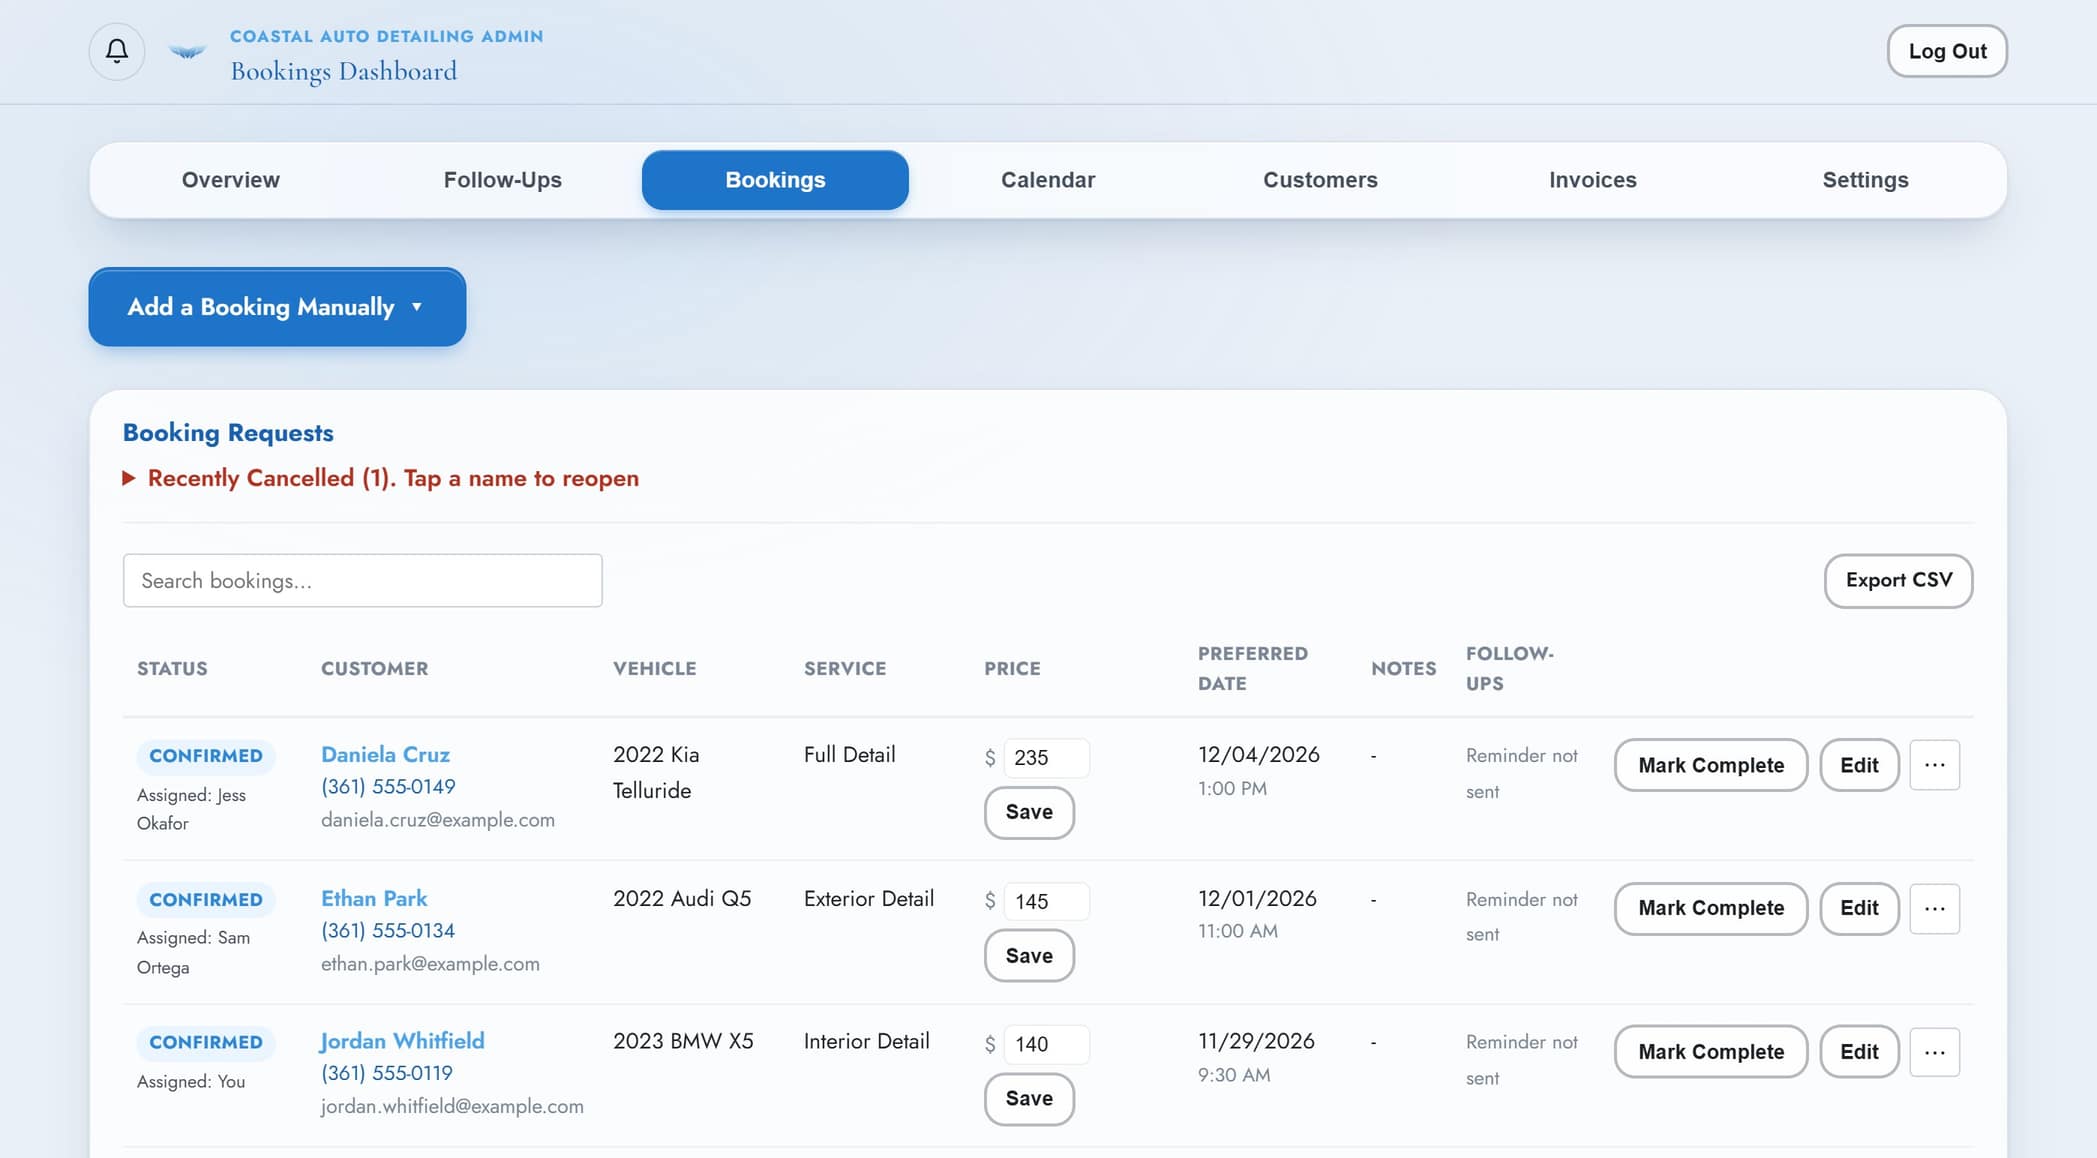 COASTAL AUTO DETAILING ADMIN
Bookings Dashboard
Log Out
Overview
Follow-Ups
Bookings
Calendar
Customers
Invoices
Settings
Add a Booking Manually ▼
Booking Requests
▶ Recently Cancelled (1). Tap a name to reopen
Search bookings...
Export CSV
STATUS
CUSTOMER
VEHICLE
SERVICE
PRICE
PREFERRED
DATE
NOTES
FOLLOW-
UPS
CONFIRMED
Assigned: Jess
Okafor
Daniela Cruz
(361) 555-0149
daniela.cruz@example.com
2022 Kia
Telluride
Full Detail
$ 235
Save
12/04/2026
1:00 PM
-
Reminder not
sent
Mark Complete
Edit
...
CONFIRMED
Assigned: Sam
Ortega
Ethan Park
(361) 555-0134
ethan.park@example.com
2022 Audi Q5
Exterior Detail
$ 145
Save
12/01/2026
11:00 AM
-
Reminder not
sent
Mark Complete
Edit
...
CONFIRMED
Assigned: You
Jordan Whitfield
(361) 555-0119
jordan.whitfield@example.com
2023 BMW X5
Interior Detail
$ 140
Save
11/29/2026
9:30 AM
-
Reminder not
sent
Mark Complete
Edit
...